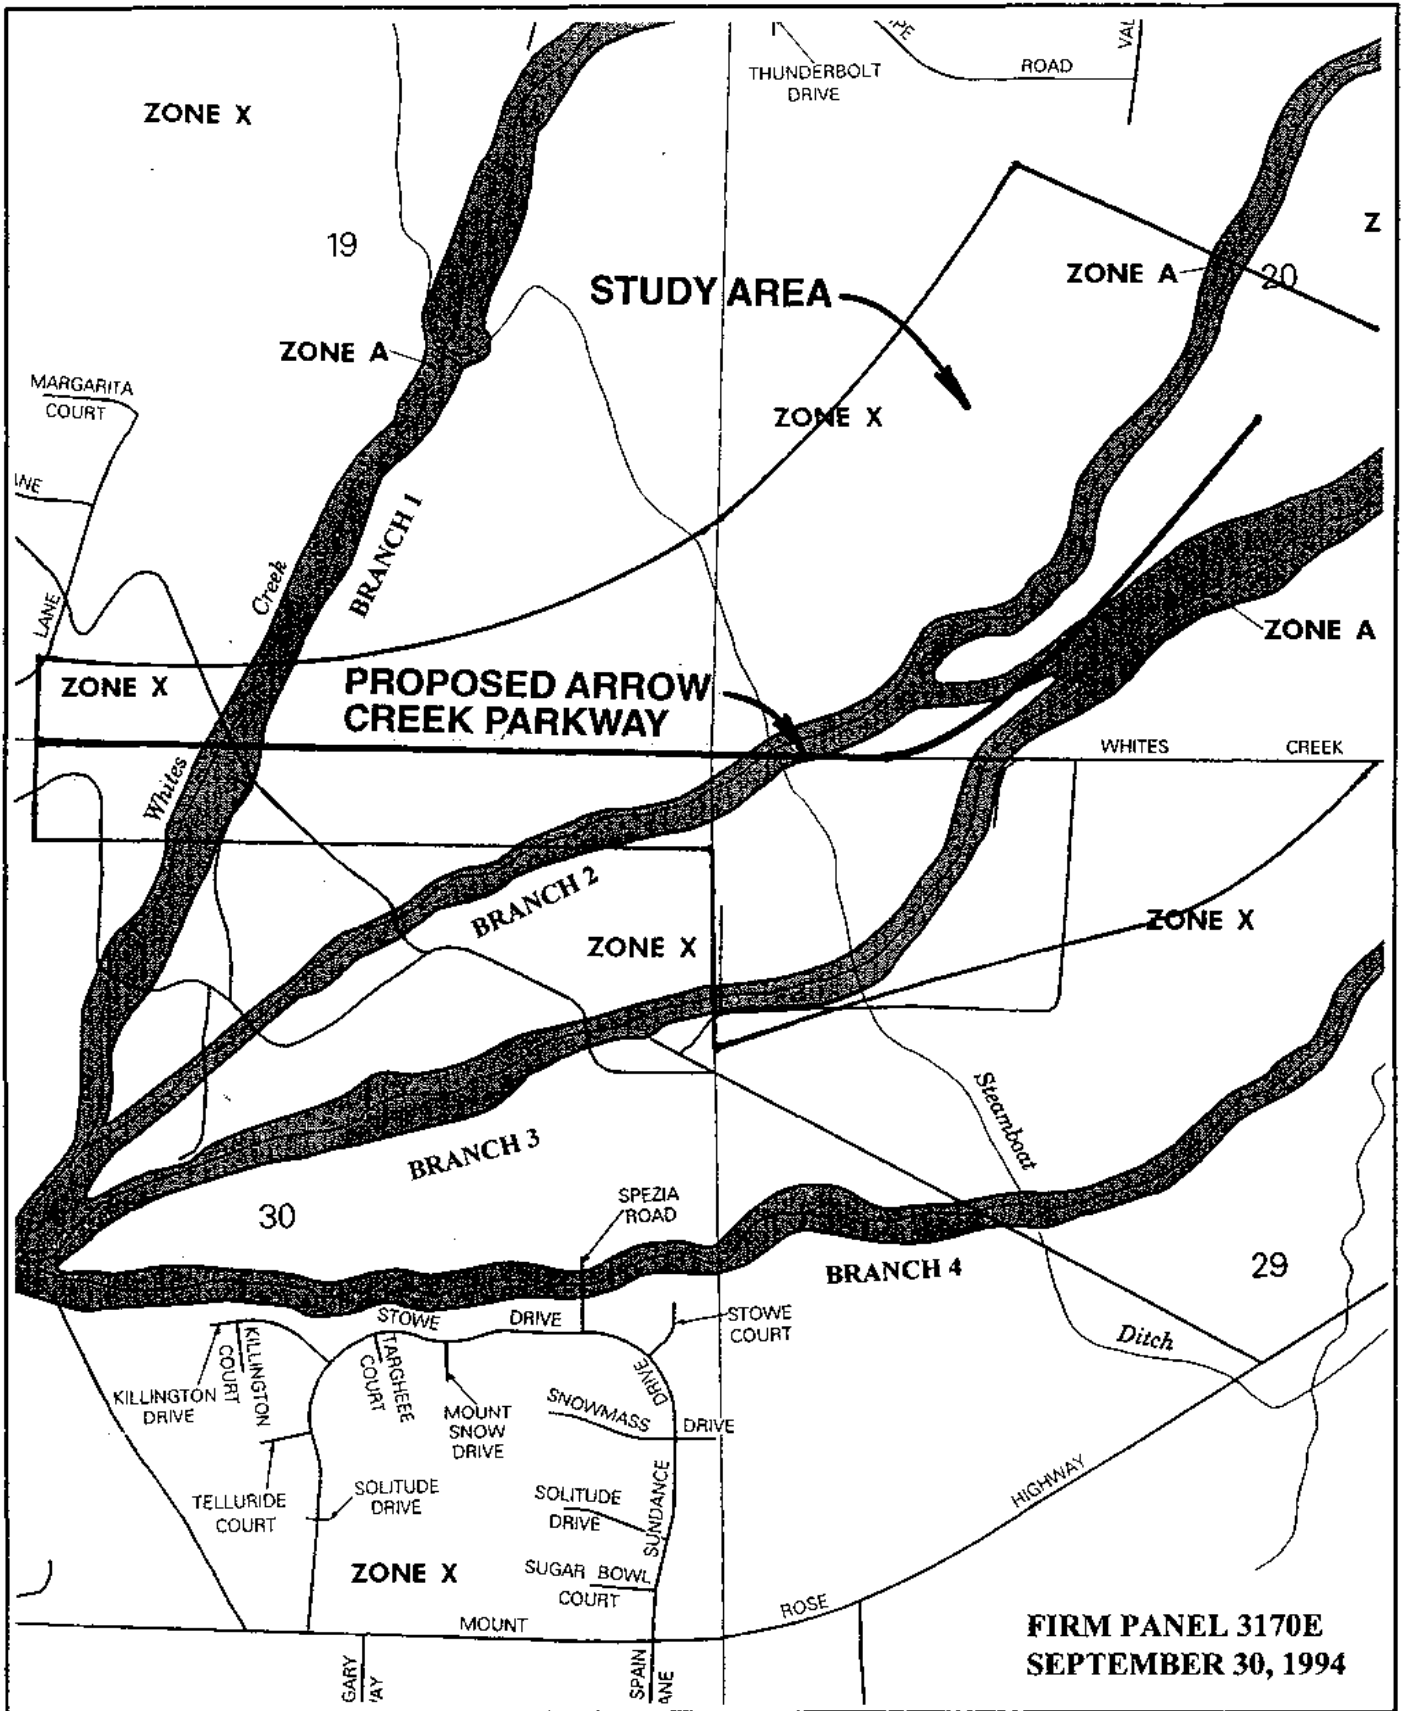 THUNDERBOLT
DRIVE
ROAD
VAL
ZONE X
19
Z
ZONE A
20
STUDY AREA
ZONE A
MARGARITA
COURT
ZONE X
BRANCH 1
Creek
LANE
ZONE A
ZONE X
PROPOSED ARROW
CREEK PARKWAY
WHITES CREEK
Whites
BRANCH 2
ZONE X
ZONE X
Steamboat
BRANCH 3
30
SPEZIA
ROAD
BRANCH 4
29
STOWE DRIVE
STOWE
COURT
Ditch
KILLINGTON
COURT
TARGHEEE
COURT
DRIVE
KILLINGTON
DRIVE
MOUNT
SNOW
DRIVE
SNOWMASS DRIVE
TELLURIDE
COURT
SOLITUDE
DRIVE
SOLITUDE
DRIVE
SUNDANCE
HIGHWAY
ZONE X
SUGAR BOWL
COURT
MOUNT ROSE
FIRM PANEL 3170E
SEPTEMBER 30, 1994
GARY
AY
SPAIN
ANE